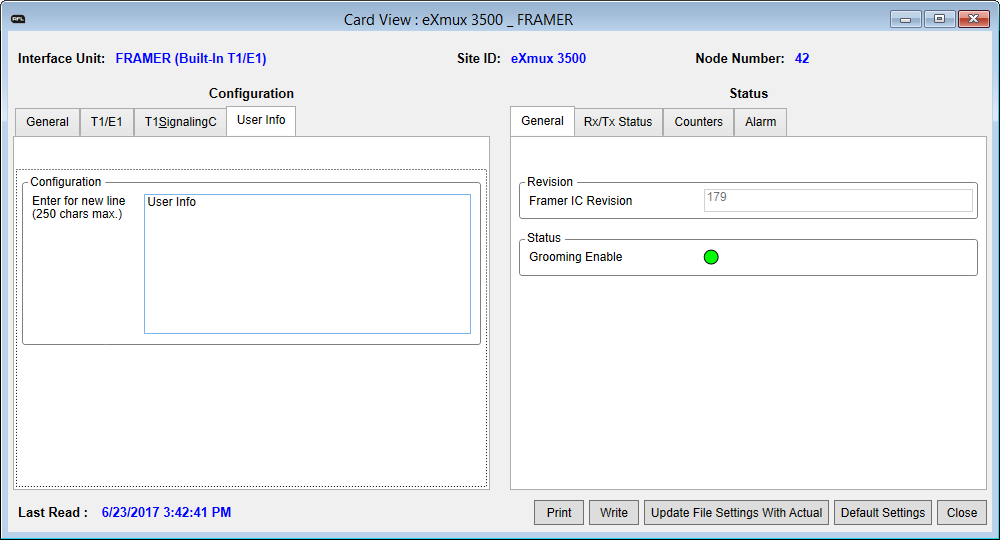 RFL
Card View : eXmux 3500 _ FRAMER
Interface Unit: FRAMER (Built-In T1/E1) Site ID: eXmux 3500 Node Number: 42
Configuration Status
General T1/E1 T1SignalingC User Info General Rx/Tx Status Counters Alarm
Configuration
Enter for new line
(250 chars max.)
User Info
Revision
Framer IC Revision 179
Status
Grooming Enable
Last Read : 6/23/2017 3:42:41 PM Print Write Update File Settings With Actual Default Settings Close